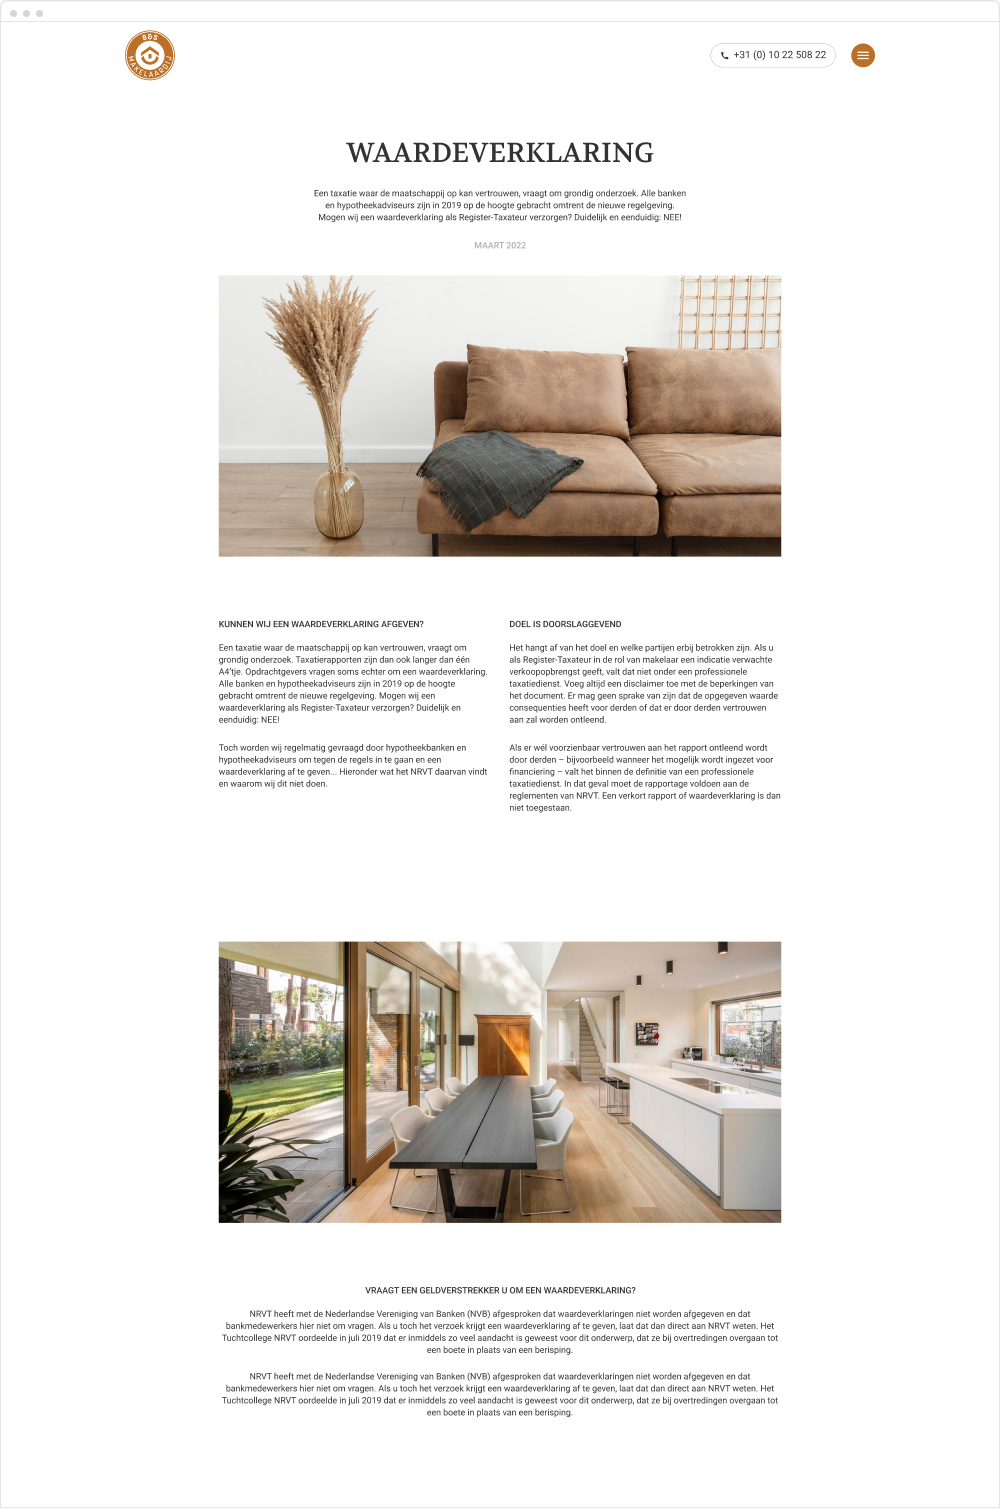 B&S
MAKELAARDIJ
+31 (0) 10 22 508 22
WAARDEVERKLARING
Een taxatie waar de maatschappij op kan vertrouwen, vraagt om grondig onderzoek. Alle banken
en hypotheekadviseurs zijn in 2019 op de hoogte gebracht omtrent de nieuwe regelgeving.
Mogen wij een waardeverklaring als Register-Taxateur verzorgen? Duidelijk en eenduidig: NEE!
MAART 2022
KUNNEN WIJ EEN WAARDEVERKLARING AFGEVEN?
Een taxatie waar de maatschappij op kan vertrouwen, vraagt om
grondig onderzoek. Taxatierapporten zijn dan ook langer dan één
A4'tje. Opdrachtgevers vragen soms echter om een waardeverklaring.
Alle banken en hypotheekadviseurs zijn in 2019 op de hoogte
gebracht omtrent de nieuwe regelgeving. Mogen wij een
waardeverklaring als Register-Taxateur verzorgen? Duidelijk en
eenduidig: NEE!
Toch worden wij regelmatig gevraagd door hypotheekbanken en
hypotheekadviseurs om tegen de regels in te gaan en een
waardeverklaring af te geven... Hieronder wat het NRVT daarvan vindt
en waarom wij dit niet doen.
DOEL IS DOORSLAGGEVEND
Het hangt af van het doel en welke partijen erbij betrokken zijn. Als u
als Register-Taxateur in de rol van makelaar een indicatie verwachte
verkoopopbrengst geeft, valt dat niet onder een professionele
taxatiedienst. Voeg altijd een disclaimer toe met de beperkingen van
het document. Er mag geen sprake van zijn dat de opgegeven waarde
consequenties heeft voor derden of dat er door derden vertrouwen
aan zal worden ontleend.
Als er wél voorzienbaar vertrouwen aan het rapport ontleend wordt
door derden – bijvoorbeeld wanneer het mogelijk wordt ingezet voor
financiering – valt het binnen de definitie van een professionele
taxatiedienst. In dat geval moet de rapportage voldoen aan de
reglementen van NRVT. Een verkort rapport of waardeverklaring is dan
niet toegestaan.
VRAAGT EEN GELDVERSTREKKER U OM EEN WAARDEVERKLARING?
NRVT heeft met de Nederlandse Vereniging van Banken (NVB) afgesproken dat waardeverklaringen niet worden afgegeven en dat
bankmedewerkers hier niet om vragen. Als u toch het verzoek krijgt een waardeverklaring af te geven, laat dat dan direct aan NRVT weten. Het
Tuchtcollege NRVT oordeelde in juli 2019 dat er inmiddels zo veel aandacht is geweest voor dit onderwerp, dat ze bij overtredingen overgaan tot
een boete in plaats van een berisping.
NRVT heeft met de Nederlandse Vereniging van Banken (NVB) afgesproken dat waardeverklaringen niet worden afgegeven en dat
bankmedewerkers hier niet om vragen. Als u toch het verzoek krijgt een waardeverklaring af te geven, laat dat dan direct aan NRVT weten. Het
Tuchtcollege NRVT oordeelde in juli 2019 dat er inmiddels zo veel aandacht is geweest voor dit onderwerp, dat ze bij overtredingen overgaan tot
een boete in plaats van een berisping.